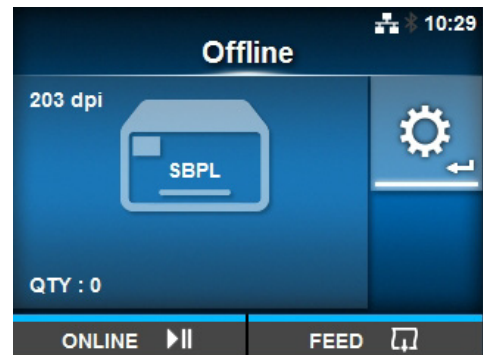 10:29
Offline
203 dpi
SBPL
QTY : 0
ONLINE FEED